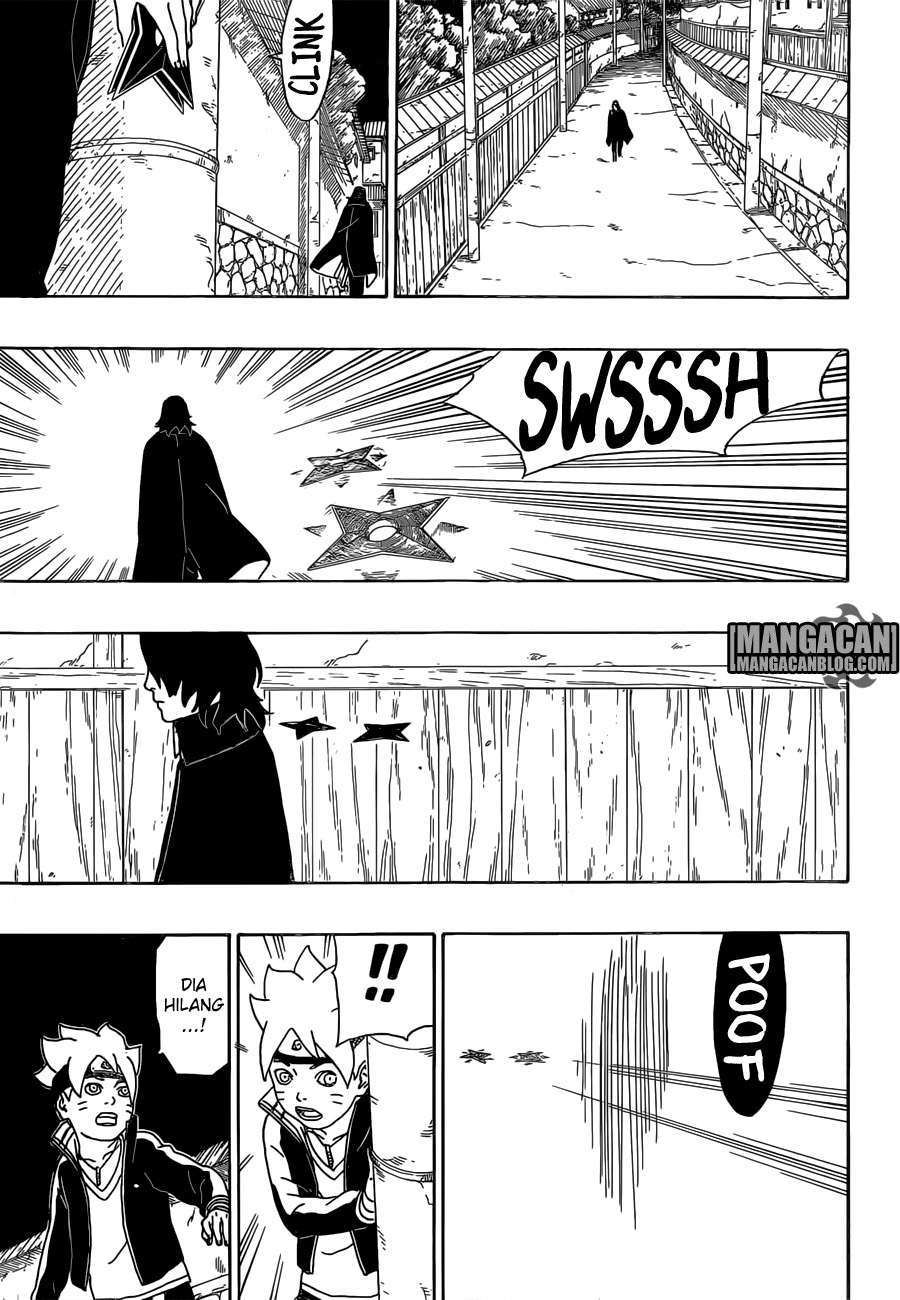 CLINK
SWSSSH
[MANGACAN]
MANGACANBLOG.COM
POOF
!!
DIA
HILANG
...!